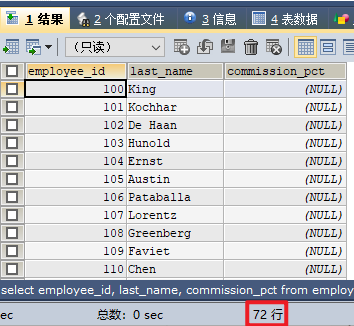 1 结果 2 个配置文件 3 信息 4 表数据
（只读）
employee_id last_name commission_pct
100 King (NULL)
101 Kochhar (NULL)
102 De Haan (NULL)
103 Hunold (NULL)
104 Ernst (NULL)
105 Austin (NULL)
106 Pataballa (NULL)
107 Lorentz (NULL)
108 Greenberg (NULL)
109 Faviet (NULL)
110 Chen (NULL)
select employee_id, last_name, commission_pct from employ
sec 总数: 0 sec 72 行